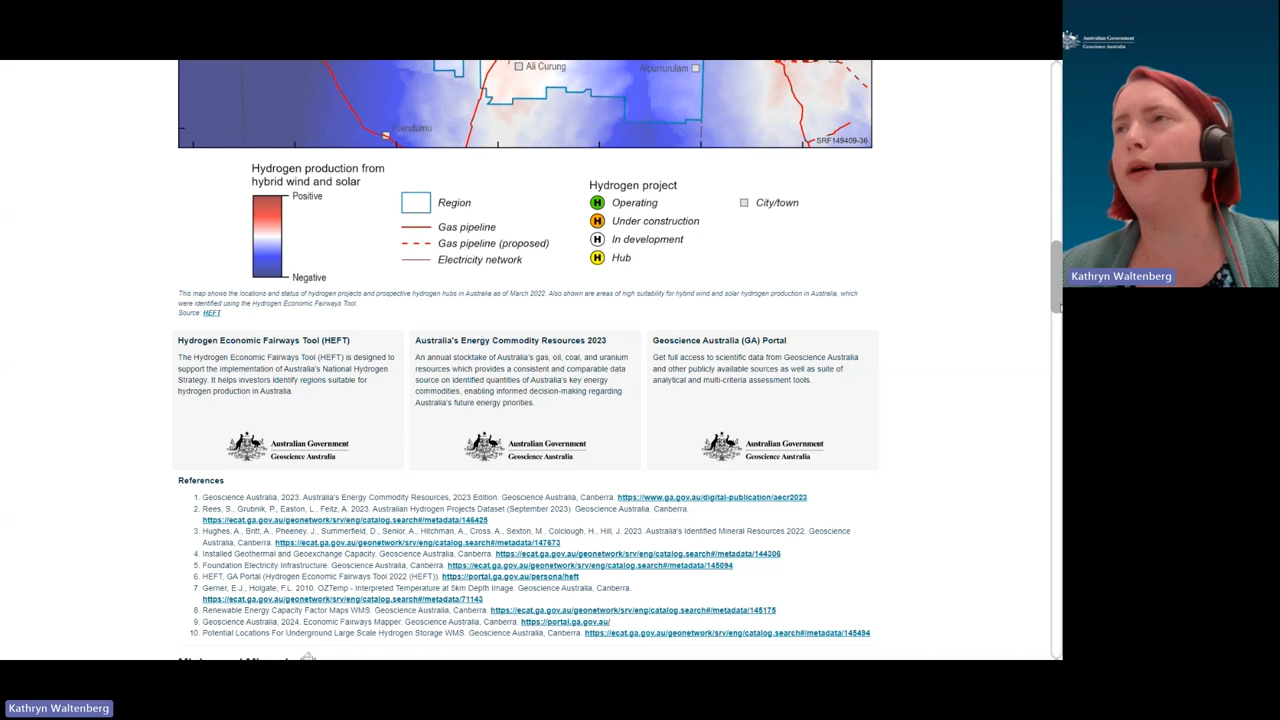 Ali Curung
Alpurrurulam
Yuendumu
SRF149409-36
Hydrogen production from
hybrid wind and solar
Positive
Negative
Region
Gas pipeline
Gas pipeline (proposed)
Electricity network
Hydrogen project
H Operating
H Under construction
H In development
H Hub
City/town
This map shows the locations and status of hydrogen projects and prospective hydrogen hubs in Australia as of March 2022. Also shown are areas of high suitability for hybrid wind and solar hydrogen production in Australia, which
were identified using the Hydrogen Economic Fairways Tool.
Source: HEFT
Hydrogen Economic Fairways Tool (HEFT)
The Hydrogen Economic Fairways Tool (HEFT) is designed to
support the implementation of Australia's National Hydrogen
Strategy. It helps investors identify regions suitable for
hydrogen production in Australia.
Australian Government
Geoscience Australia
Australia's Energy Commodity Resources 2023
An annual stocktake of Australia's gas, oil, coal, and uranium
resources which provides a consistent and comparable data
source on identified quantities of Australia's key energy
commodities, enabling informed decision-making regarding
Australia's future energy priorities.
Australian Government
Geoscience Australia
Geoscience Australia (GA) Portal
Get full access to scientific data from Geoscience Australia
and other publicly available sources as well as suite of
analytical and multi-criteria assessment tools.
Australian Government
Geoscience Australia
References
1. Geoscience Australia, 2023. Australia's Energy Commodity Resources, 2023 Edition. Geoscience Australia, Canberra. https://www.ga.gov.au/digital-publication/aecr2023
2. Rees, S., Grubnik, P., Easton, L., Feitz, A. 2023. Australian Hydrogen Projects Dataset (September 2023). Geoscience Australia, Canberra.
https://ecat.ga.gov.au/geonetwork/srv/eng/catalog.search#/metadata/146425
3. Hughes, A., Britt, A., Pheeney, J., Summerfield, D., Senior, A., Hitchman, A., Cross, A., Sexton, M., Colclough, H., Hill, J. 2023. Australia's Identified Mineral Resources 2022. Geoscience
Australia, Canberra. https://ecat.ga.gov.au/geonetwork/srv/eng/catalog.search#/metadata/147673
4. Installed Geothermal and Geoexchange Capacity. Geoscience Australia, Canberra. https://ecat.ga.gov.au/geonetwork/srv/eng/catalog.search#/metadata/144306
5. Foundation Electricity Infrastructure. Geoscience Australia, Canberra. https://ecat.ga.gov.au/geonetwork/srv/eng/catalog.search#/metadata/145094
6. HEFT, GA Portal (Hydrogen Economic Fairways Tool 2022 (HEFT)). https://portal.ga.gov.au/persona/heft
7. Gerner, E.J., Holgate, F.L. 2010. OZTemp - Interpreted Temperature at 5km Depth Image. Geoscience Australia, Canberra.
https://ecat.ga.gov.au/geonetwork/srv/eng/catalog.search#/metadata/71143
8. Renewable Energy Capacity Factor Maps WMS. Geoscience Australia, Canberra. https://ecat.ga.gov.au/geonetwork/srv/eng/catalog.search#/metadata/145175
9. Geoscience Australia, 2024. Economic Fairways Mapper. Geoscience Australia, Canberra. https://portal.ga.gov.au/
10. Potential Locations For Underground Large Scale Hydrogen Storage WMS. Geoscience Australia, Canberra. https://ecat.ga.gov.au/geonetwork/srv/eng/catalog.search#/metadata/145494
Australian Government
Geoscience Australia
Kathryn Waltenberg
Kathryn Waltenberg